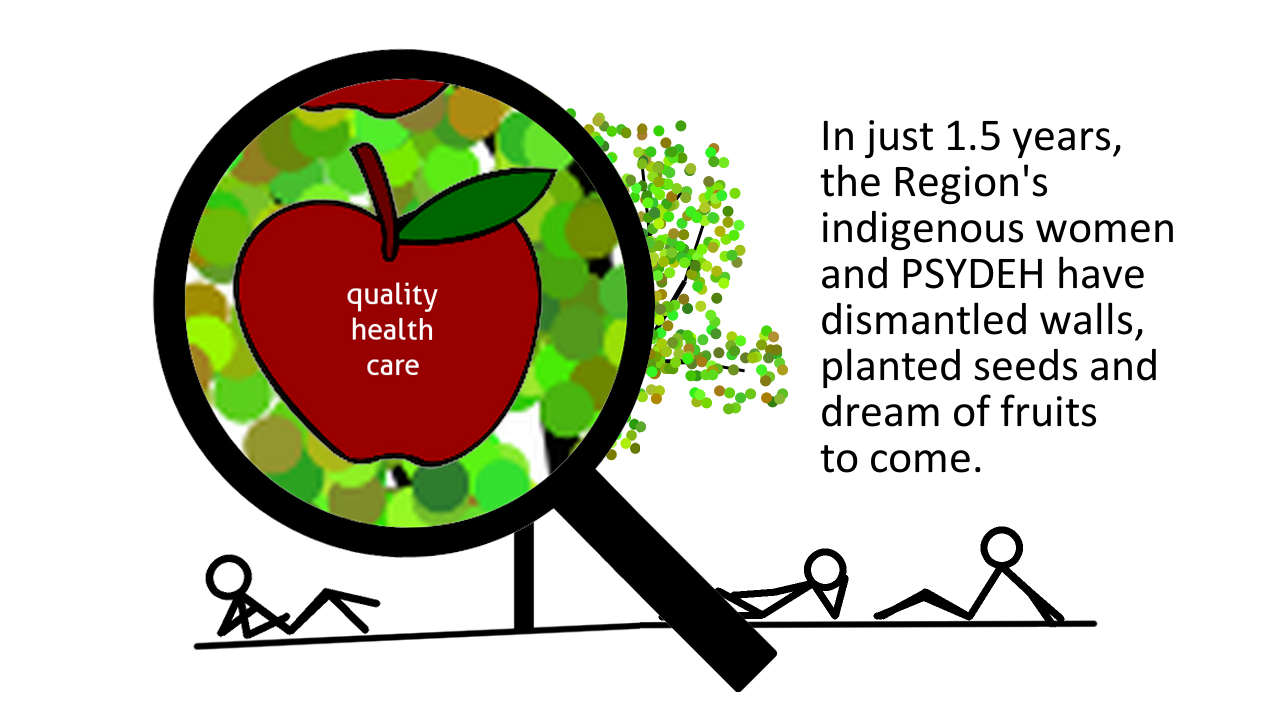 quality
health
care
In just 1.5 years,
the Region's
indigenous women
and PSYDEH have
dismantled walls,
planted seeds and
dream of fruits
to come.